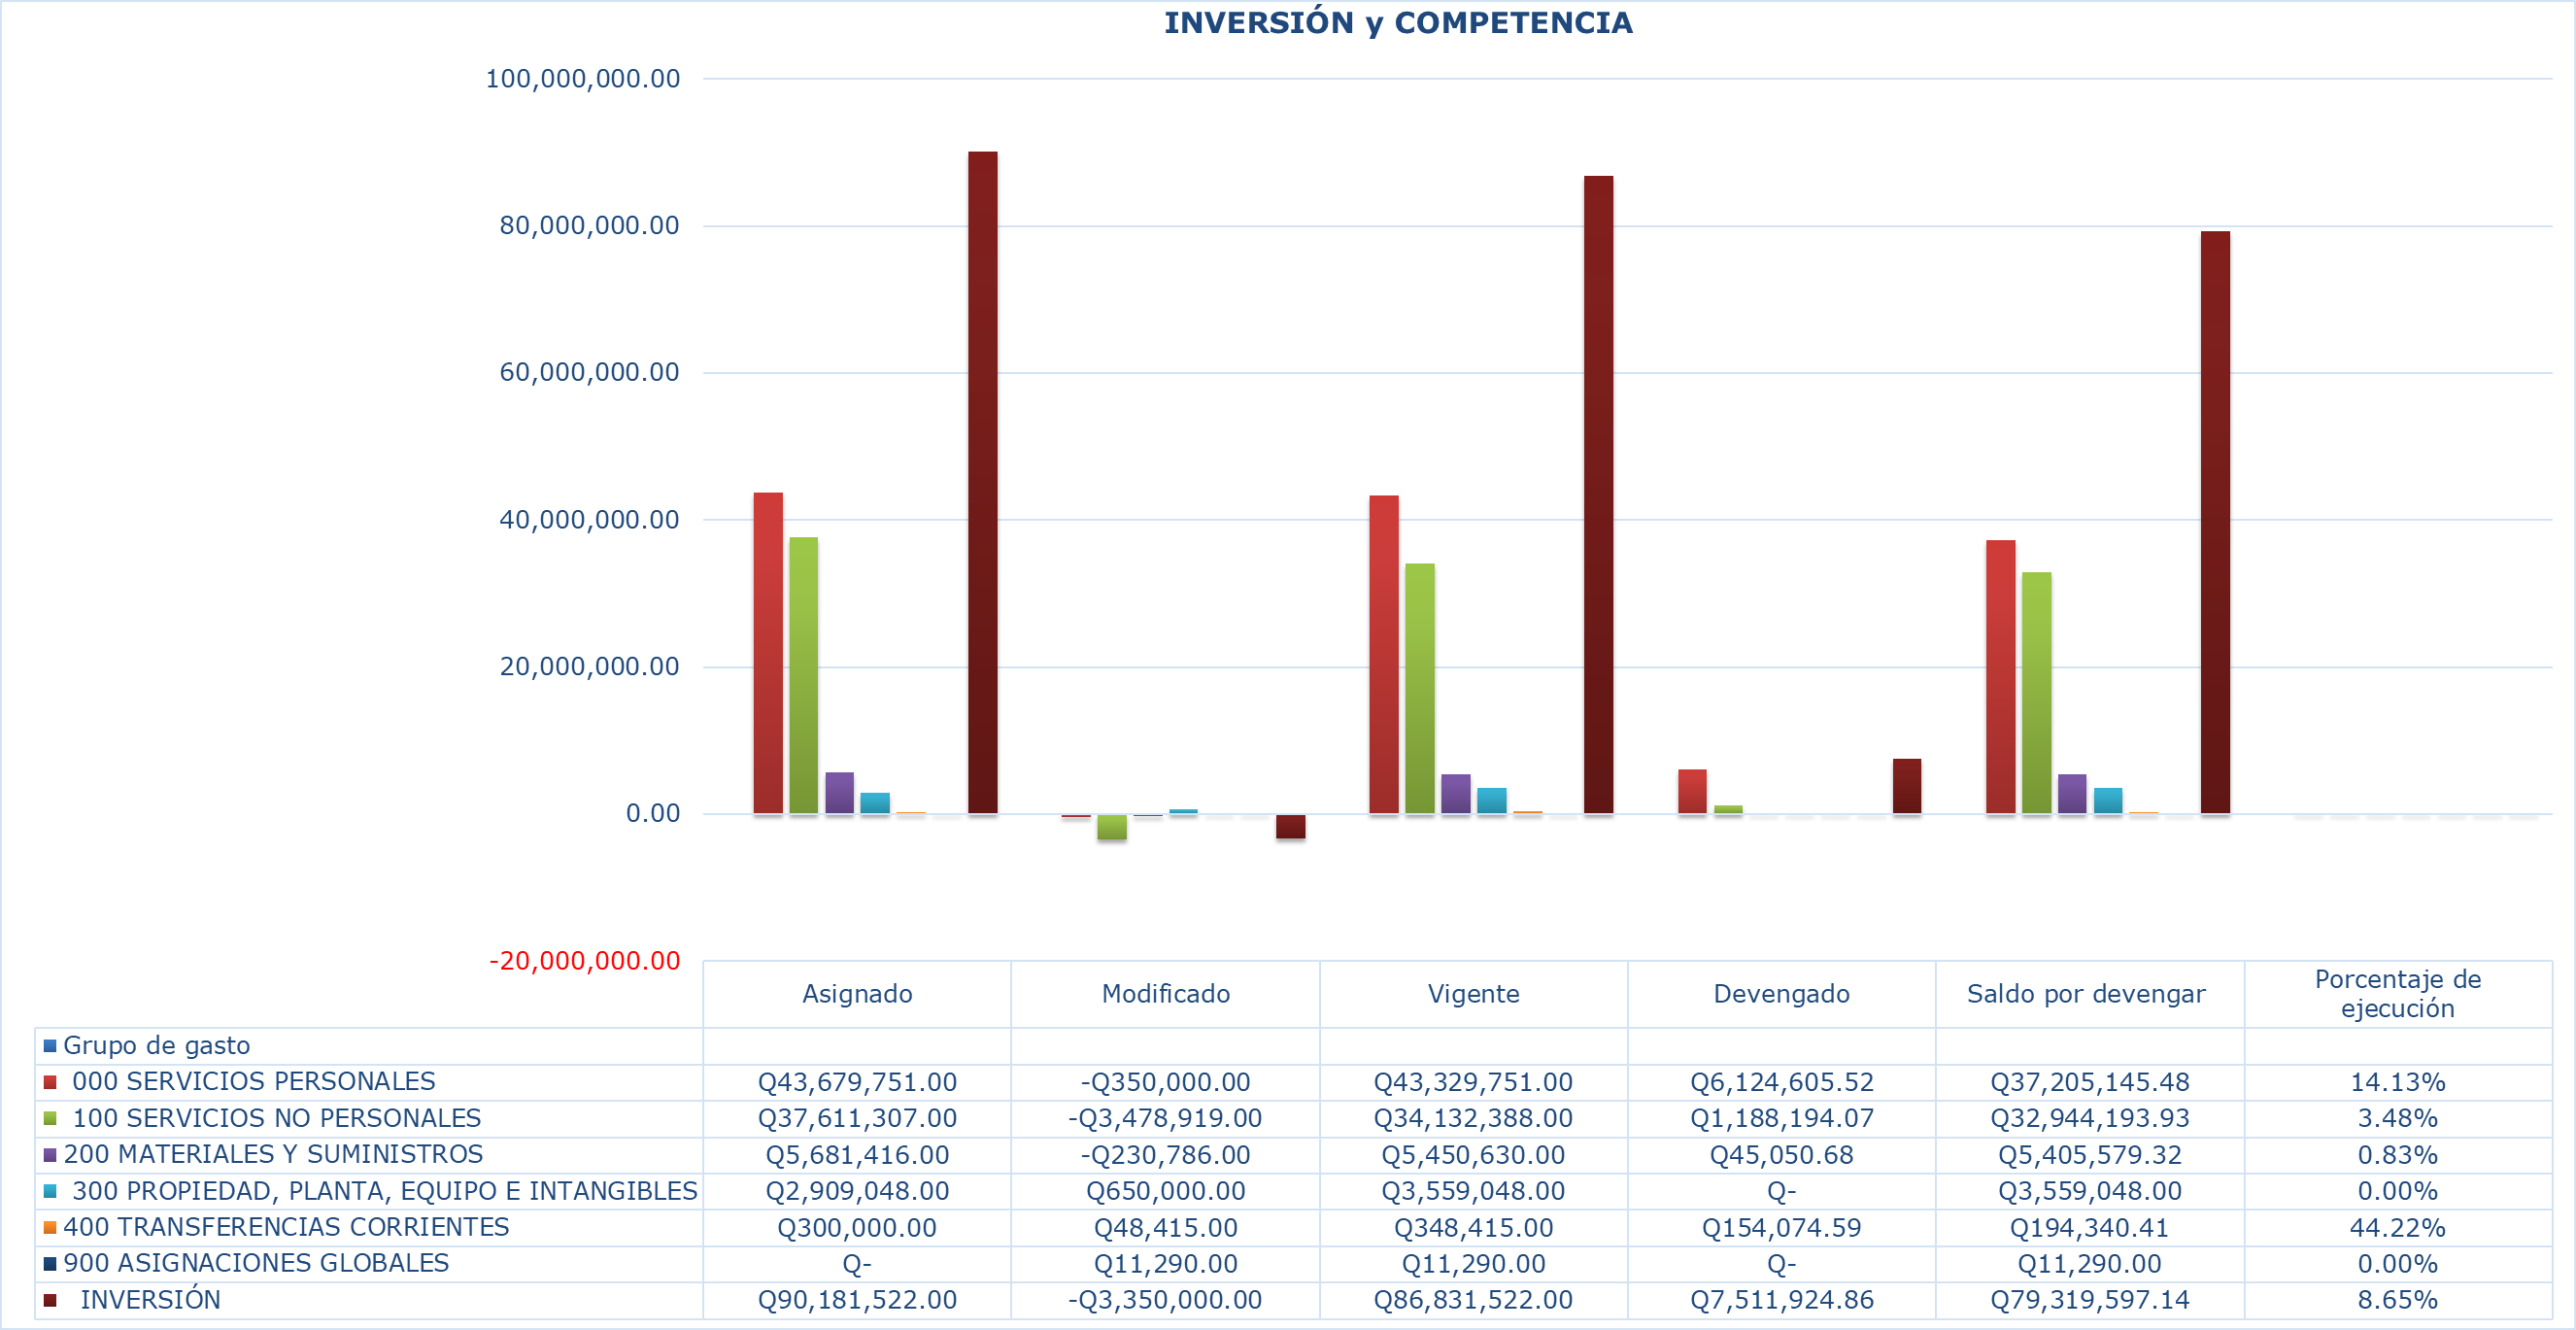 INVERSIÓN y COMPETENCIA
100,000,000.00
80,000,000.00
60,000,000.00
40,000,000.00
20,000,000.00
0.00
-20,000,000.00
Asignado Modificado Vigente Devengado Saldo por devengar Porcentaje de
ejecución
Grupo de gasto
000 SERVICIOS PERSONALES Q43,679,751.00 -Q350,000.00 Q43,329,751.00 Q6,124,605.52 Q37,205,145.48 14.13%
100 SERVICIOS NO PERSONALES Q37,611,307.00 -Q3,478,919.00 Q34,132,388.00 Q1,188,194.07 Q32,944,193.93 3.48%
200 MATERIALES Y SUMINISTROS Q5,681,416.00 -Q230,786.00 Q5,450,630.00 Q45,050.68 Q5,405,579.32 0.83%
300 PROPIEDAD, PLANTA, EQUIPO E INTANGIBLES Q2,909,048.00 Q650,000.00 Q3,559,048.00 Q- Q3,559,048.00 0.00%
400 TRANSFERENCIAS CORRIENTES Q300,000.00 Q48,415.00 Q348,415.00 Q154,074.59 Q194,340.41 44.22%
900 ASIGNACIONES GLOBALES Q- Q11,290.00 Q11,290.00 Q- Q11,290.00 0.00%
INVERSIÓN Q90,181,522.00 -Q3,350,000.00 Q86,831,522.00 Q7,511,924.86 Q79,319,597.14 8.65%